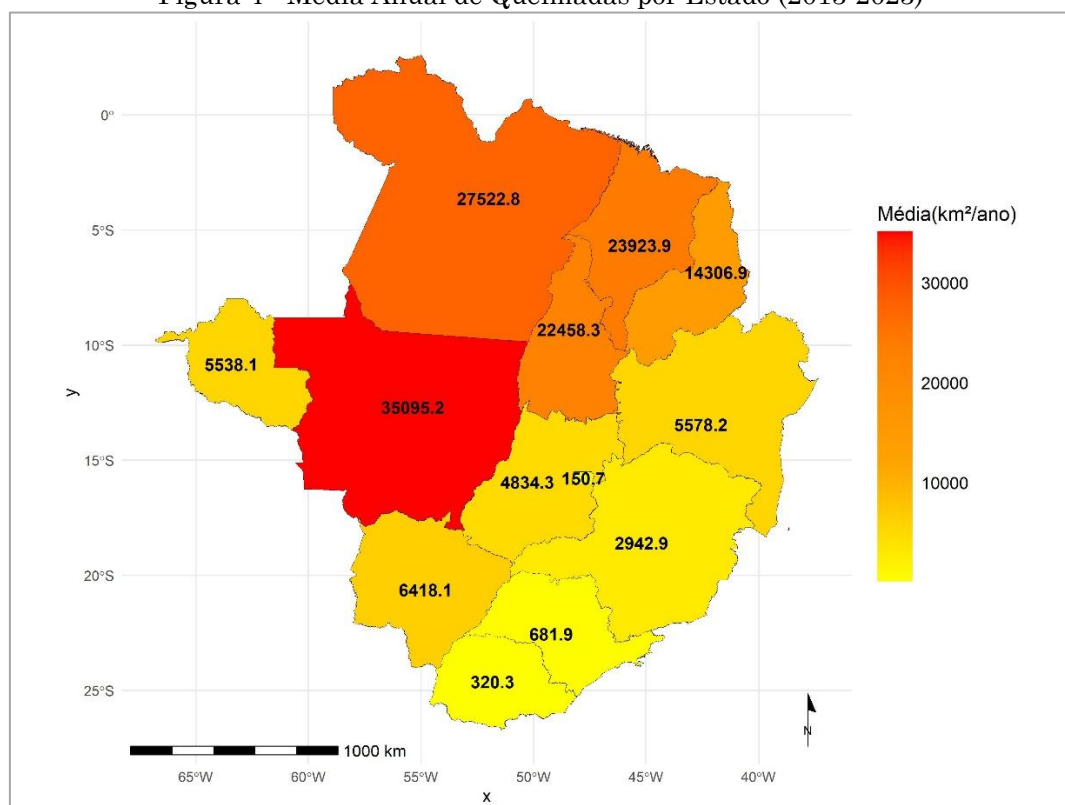 Figura 4 - Média Anual de Queimadas por Estado (2013-2023)
0°
5°S
10°S
15°S
20°S
25°S
y
27522.8
23923.9
14306.9
22458.3
5538.1
35095.2
5578.2
4834.3
150.7
2942.9
6418.1
681.9
320.3
Média(km²/ano)
30000
20000
10000
N
1000 km
65°W
60°W
55°W
50°W
45°W
40°W
x